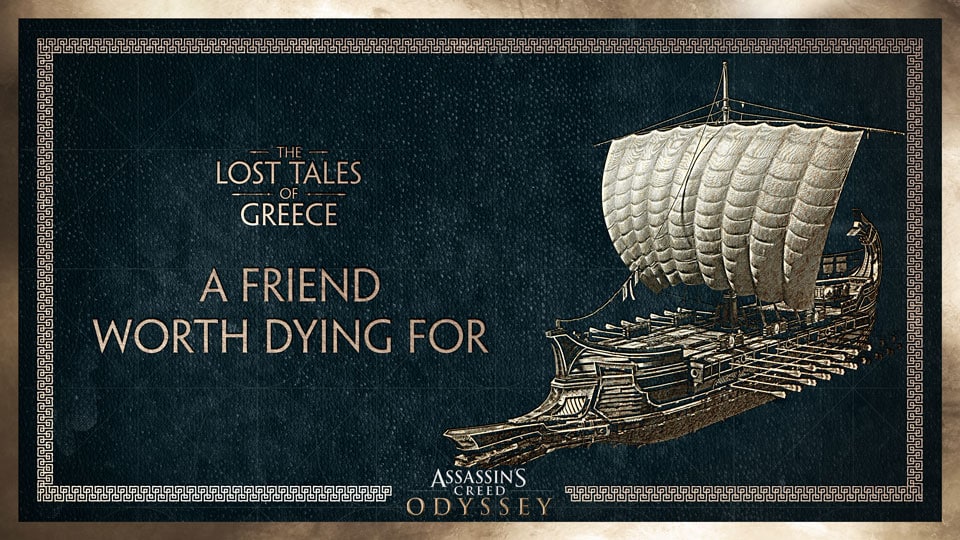 THE
LOST TALES
OF
GREECE
A FRIEND
WORTH DYING FOR
ASSASSIN'S
CREED
ODYSSEY